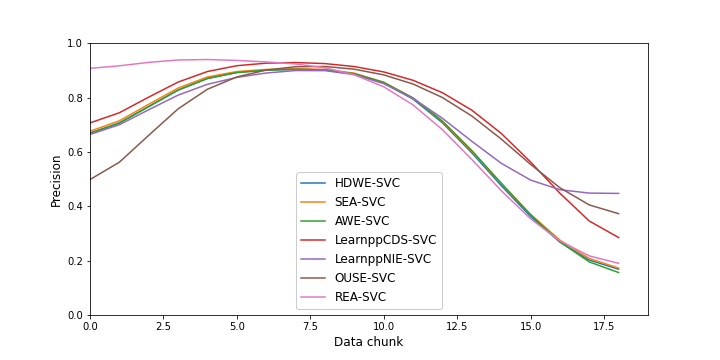 1.0
0.8
0.6
0.4
0.2
0.0
Precision
HDWE-SVC
SEA-SVC
AWE-SVC
LearnppCDS-SVC
LearnppNIE-SVC
OUSE-SVC
REA-SVC
0.0 2.5 5.0 7.5 10.0 12.5 15.0 17.5
Data chunk